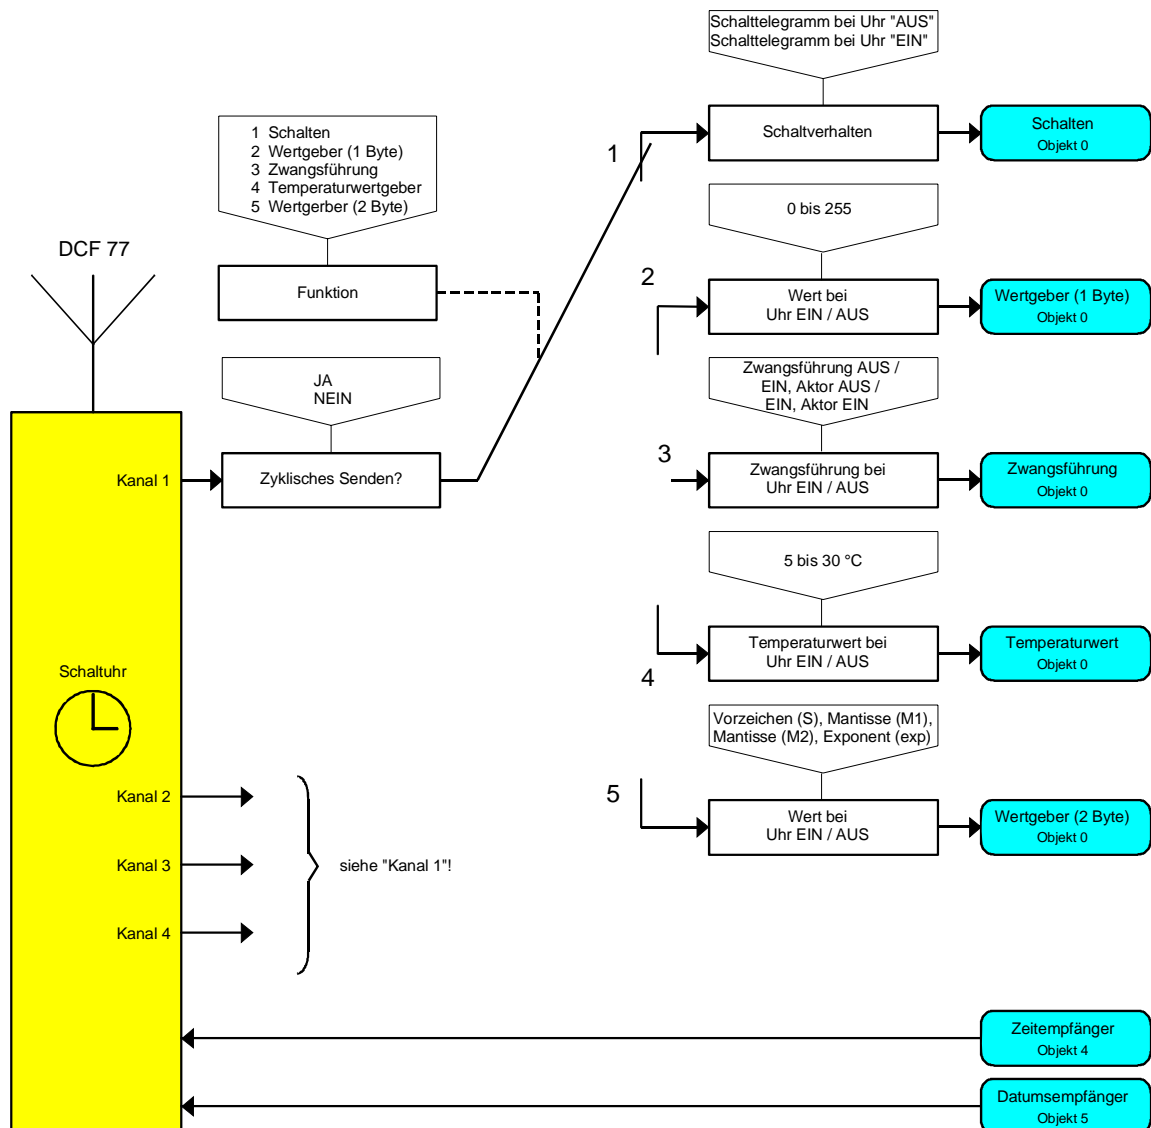 Schalttelegramm bei Uhr "AUS"
Schalttelegramm bei Uhr "EIN"
1 Schalten
2 Wertgeber (1 Byte)
3 Zwangsführung
4 Temperaturwertgeber
5 Wertgerber (2 Byte)
1
Schaltverhalten
Schalten
Objekt 0
0 bis 255
DCF 77
Funktion
2
Wert bei
Uhr EIN / AUS
Wertgeber (1 Byte)
Objekt 0
JA
NEIN
Zwangsführung AUS /
EIN, Aktor AUS /
EIN, Aktor EIN
Kanal 1
Zyklisches Senden?
3
Zwangsführung bei
Uhr EIN / AUS
Zwangsführung
Objekt 0
5 bis 30 °C
Schaltuhr
4
Temperaturwert bei
Uhr EIN / AUS
Temperaturwert
Objekt 0
Vorzeichen (S), Mantisse (M1),
Mantisse (M2), Exponent (exp)
Kanal 2
5
Wert bei
Uhr EIN / AUS
Wertgeber (2 Byte)
Objekt 0
Kanal 3
siehe "Kanal 1"!
Kanal 4
Zeitempfänger
Objekt 4
Datumsempfänger
Objekt 5